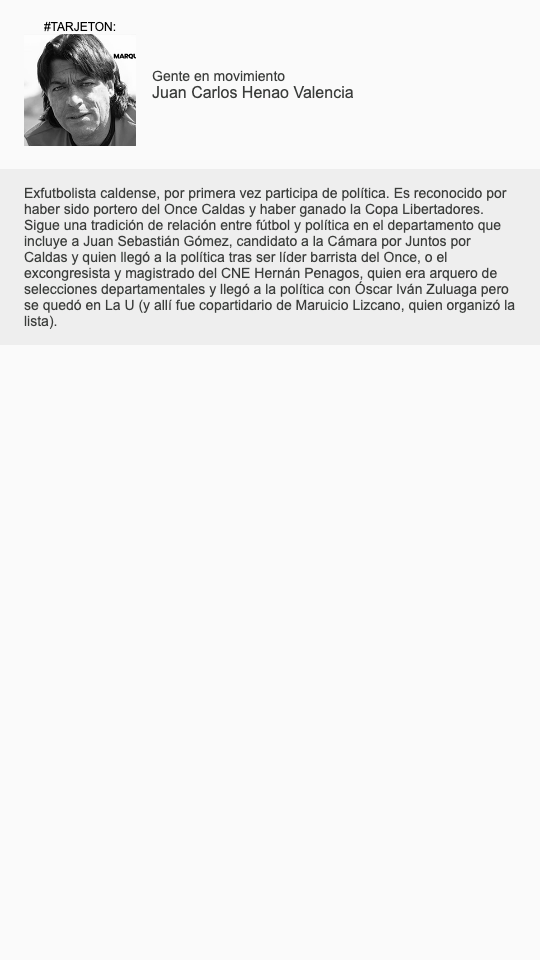 #TARJETON:
MARQU
Gente en movimiento
Juan Carlos Henao Valencia
Exfutbolista caldense, por primera vez participa de política. Es reconocido por
haber sido portero del Once Caldas y haber ganado la Copa Libertadores.
Sigue una tradición de relación entre fútbol y política en el departamento que
incluye a Juan Sebastián Gómez, candidato a la Cámara por Juntos por
Caldas y quien llegó a la política tras ser líder barrista del Once, o el
excongresista y magistrado del CNE Hernán Penagos, quien era arquero de
selecciones departamentales y llegó a la política con Óscar Iván Zuluaga pero
se quedó en La U (y allí fue copartidario de Maruicio Lizcano, quien organizó la
lista).